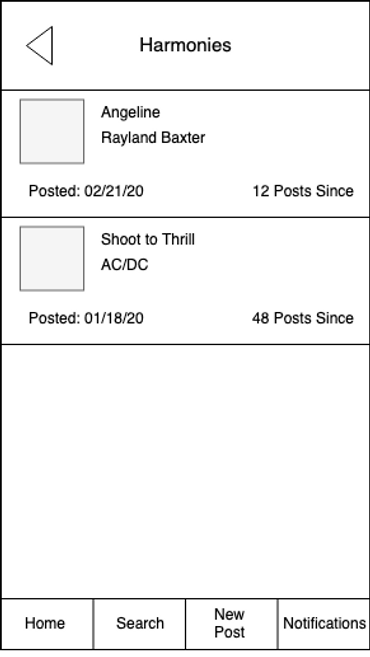 Harmonies
Angeline
Rayland Baxter
Posted: 02/21/20 12 Posts Since
Shoot to Thrill
AC/DC
Posted: 01/18/20 48 Posts Since
Home Search New Post Notifications